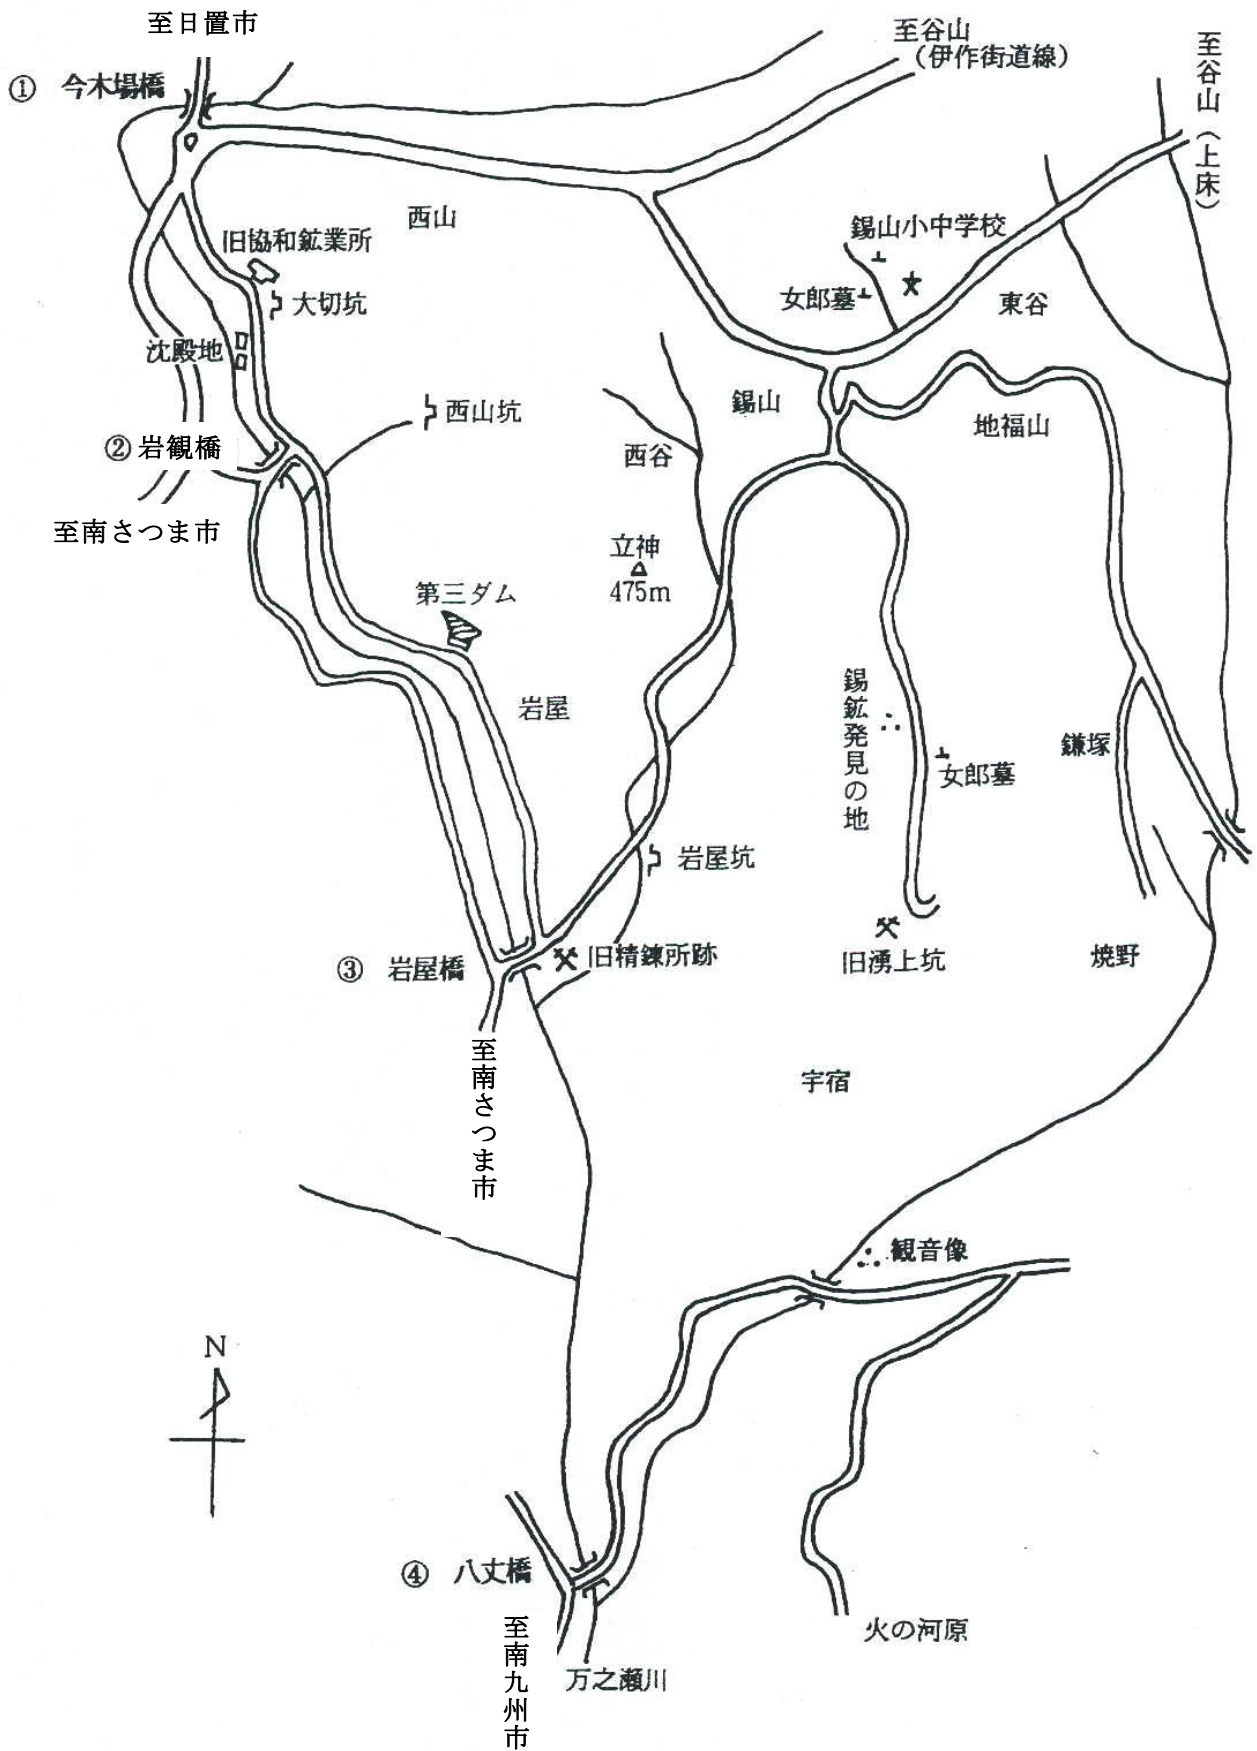 至日置市
① 今木場橋
至谷山
(伊作街道線)
至谷山(上床)
西山
旧協和鉱業所
大切坑
沈殿地
錫山小中学校
女郎墓
東谷
西山坑
錫山
地福山
西谷
② 岩観橋
至南さつま市
立神
475m
第三ダム
岩屋
錫鉱発見の地
女郎墓
鎌塚
岩屋坑
③ 岩屋橋
旧精錬所跡
旧湧上坑
焼野
至南さつま市
宇宿
観音像
N
④ 八丈橋
火の河原
至南九州市
万之瀬川